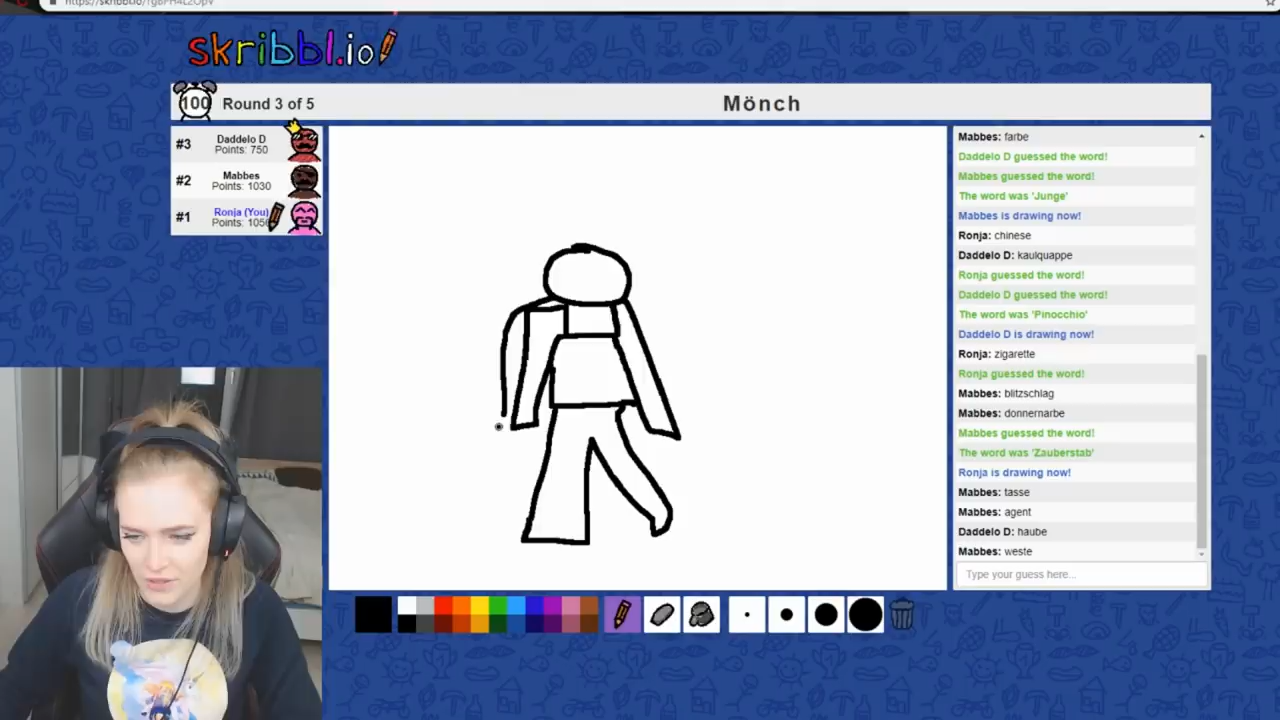 skribbl.io
100
Round 3 of 5
Mönch
#3
Daddelo D
Points: 750
#2
Mabbes
Points: 1030
#1
Ronja (You)
Points: 1050
Mabbes: farbe
Daddelo D guessed the word!
Mabbes guessed the word!
The word was 'Junge'
Mabbes is drawing now!
Ronja: chinese
Daddelo D: kaulquappe
Ronja guessed the word!
Daddelo D guessed the word!
The word was 'Pinocchio'
Daddelo D is drawing now!
Ronja: zigarette
Ronja guessed the word!
Mabbes: blitzschlag
Mabbes: donnernarbe
Mabbes guessed the word!
The word was 'Zauberstab'
Ronja is drawing now!
Mabbes: tasse
Mabbes: agent
Daddelo D: haube
Mabbes: weste
Type your guess here...